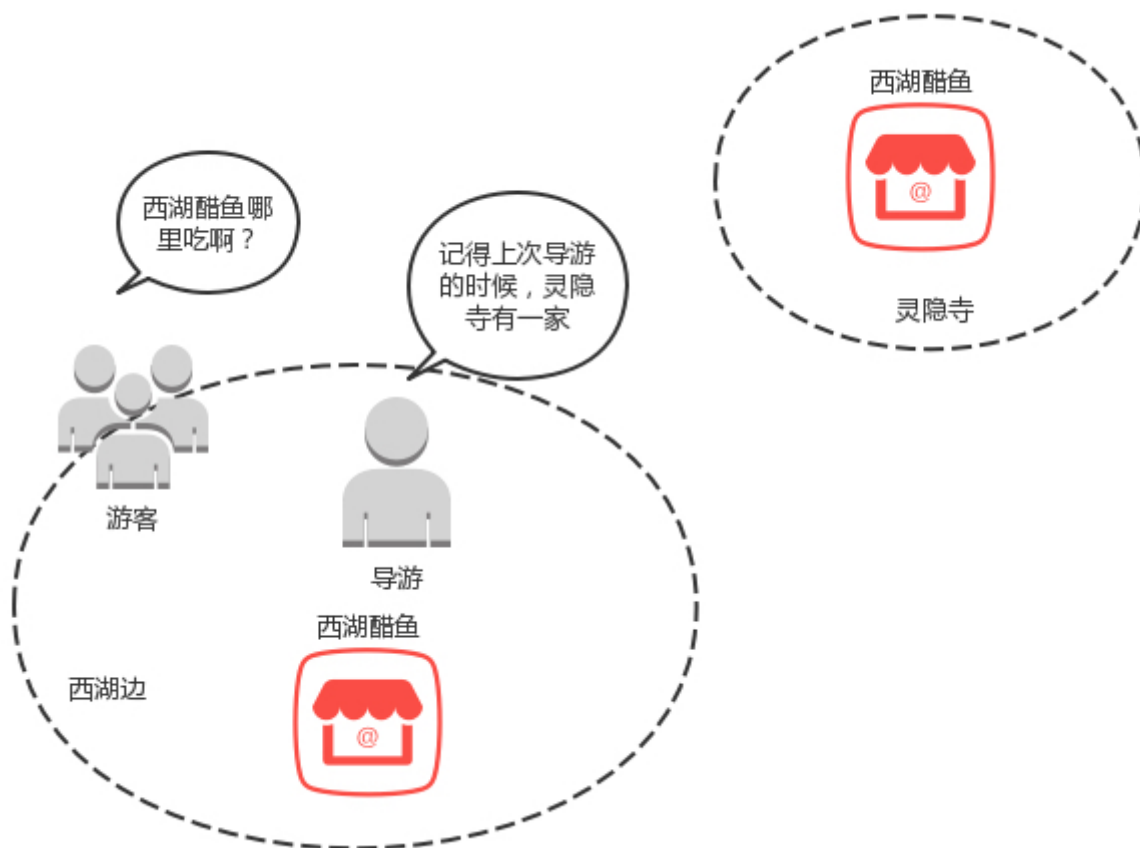 西湖醋鱼
@
灵隐寺
西湖醋鱼哪
里吃啊？
记得上次导游
的时候，灵隐
寺有一家
游客
导游
西湖醋鱼
@
西湖边